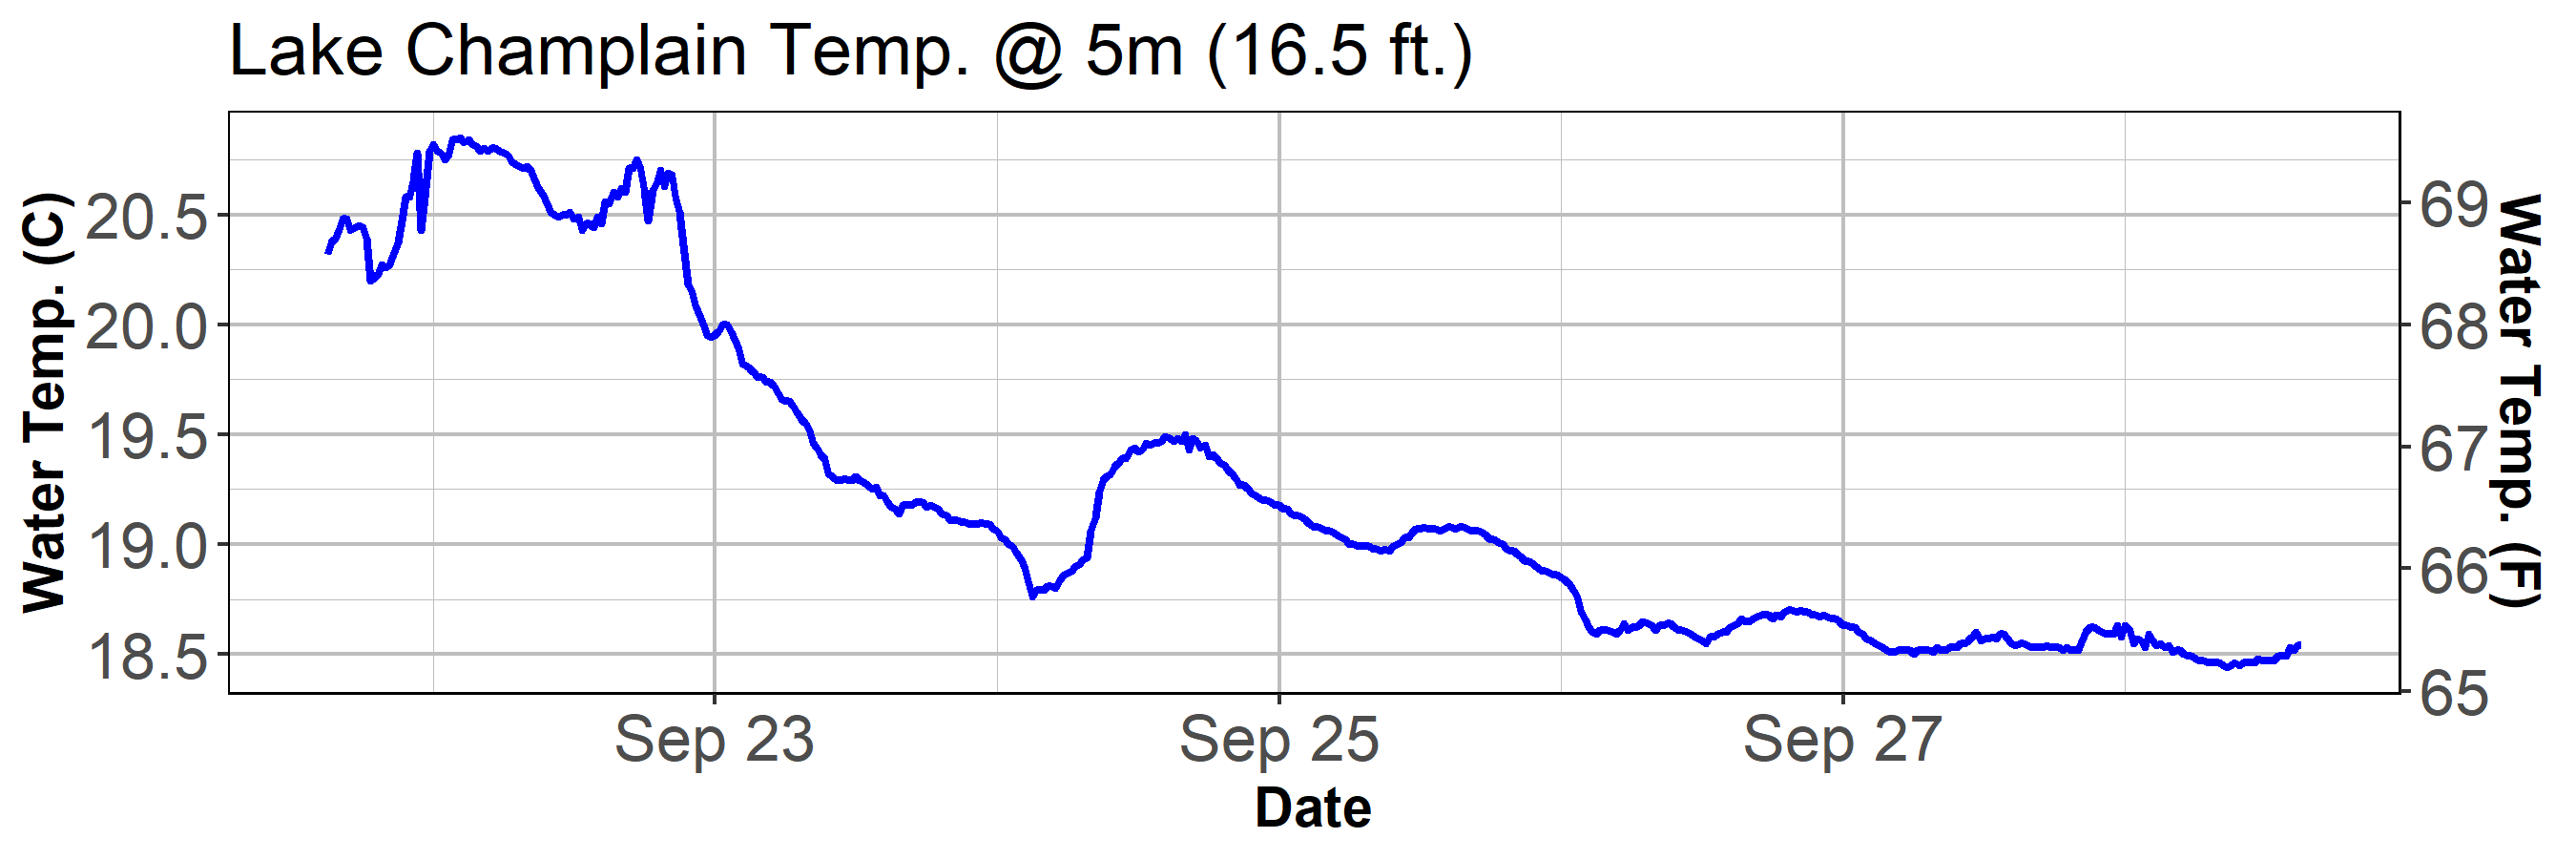 Lake Champlain Temp. @ 5m (16.5 ft.)
Water Temp. (C)
20.5
20.0
19.5
19.0
18.5
69
68
67
66
65
Water Temp. (F)
Sep 23
Sep 25
Sep 27
Date